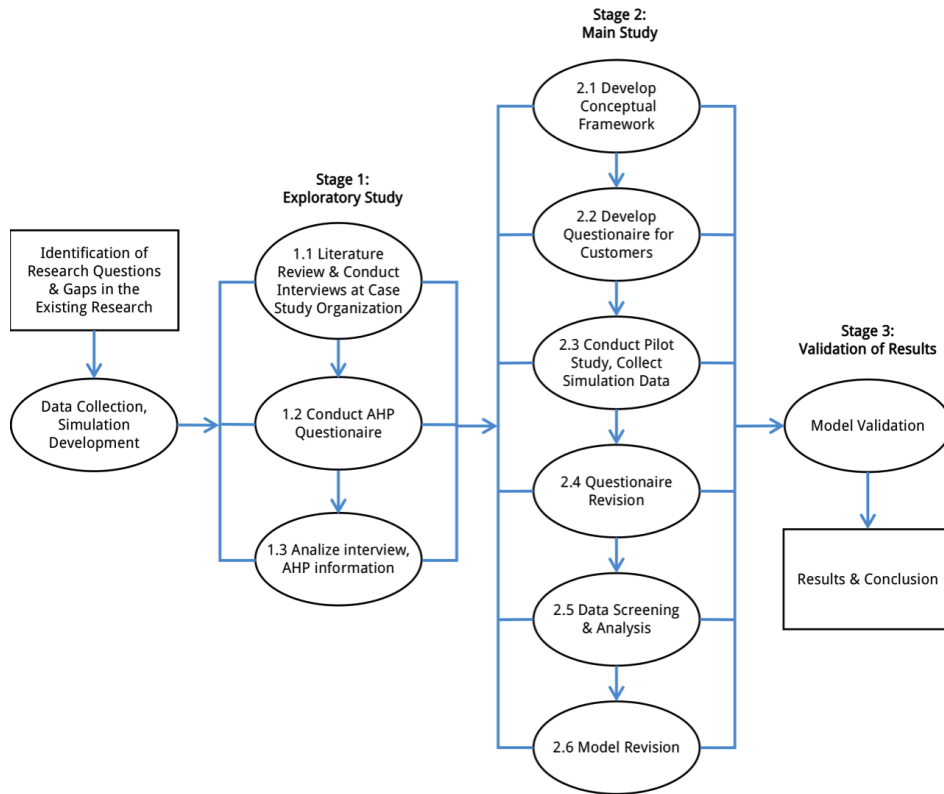 Identification of
Research Questions
& Gaps in the
Existing Research
Data Collection,
Simulation
Development
Stage 1:
Exploratory Study
1.1 Literature
Review & Conduct
Interviews at Case
Study Organization
1.2 Conduct AHP
Questionaire
1.3 Analize interview,
AHP information
Stage 2:
Main Study
2.1 Develop
Conceptual
Framework
2.2 Develop
Questionaire for
Customers
2.3 Conduct Pilot
Study, Collect
Simulation Data
2.4 Questionaire
Revision
2.5 Data Screening
& Analysis
2.6 Model Revision
Stage 3:
Validation of Results
Model Validation
Results & Conclusion